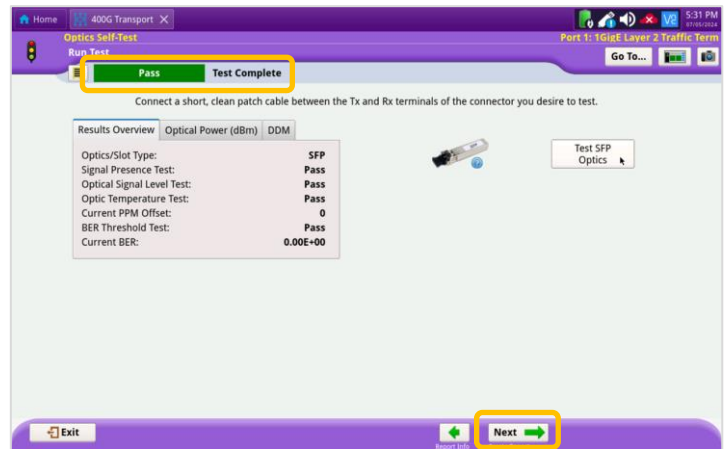 Home
400G Transport
V2
5:31 PM
07/05/2024
Optics Self-Test
Port 1: 1GigE Layer 2 Traffic Term
Run Test
Go To...
Pass Test Complete
Connect a short, clean patch cable between the Tx and Rx terminals of the connector you desire to test.
Results Overview Optical Power (dBm) DDM
Optics/Slot Type: SFP
Signal Presence Test: Pass
Optical Signal Level Test: Pass
Optic Temperature Test: Pass
Current PPM Offset: 0
BER Threshold Test: Pass
Current BER: 0.00E+00
Test SFP
Optics
Exit
Next
Report Info